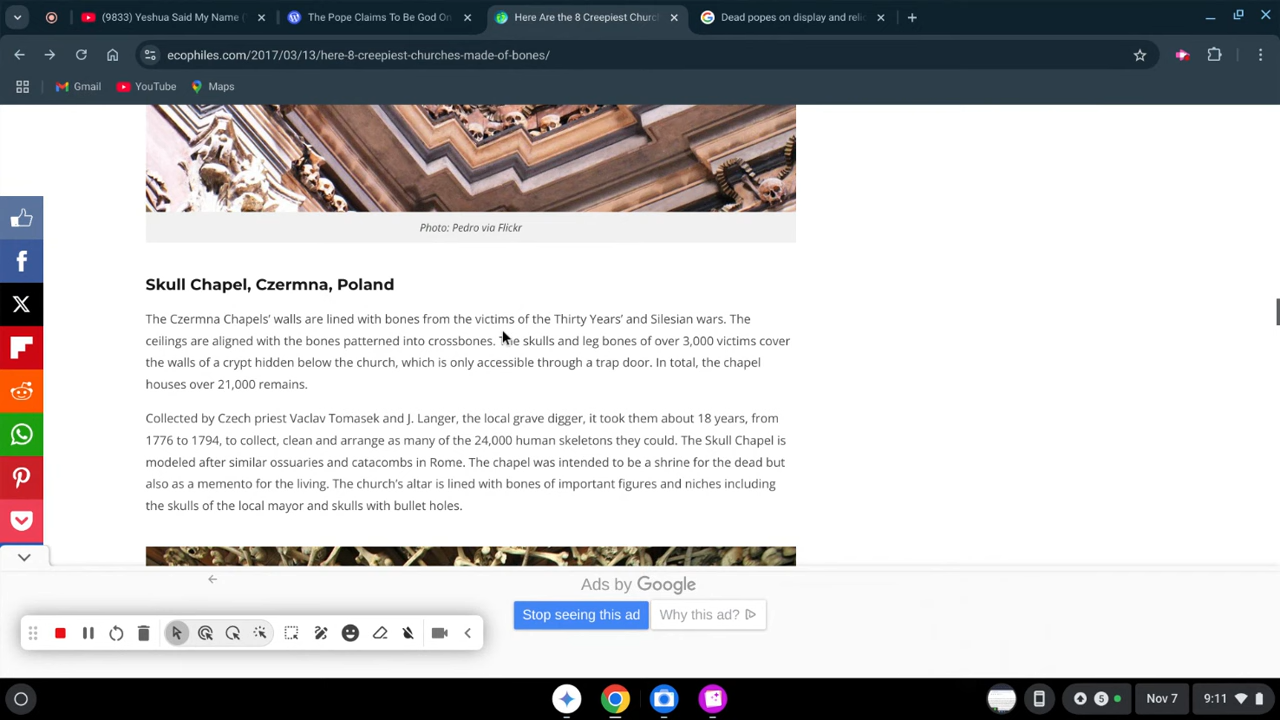 (9833) Yeshua Said My Name (
The Pope Claims To Be God On
Here Are the 8 Creepiest Churc
Dead popes on display and reli
ecophiles.com/2017/03/13/here-8-creepiest-churches-made-of-bones/
Gmail
YouTube
Maps
Photo: Pedro via Flickr
Skull Chapel, Czermna, Poland
The Czermna Chapels' walls are lined with bones from the victims of the Thirty Years' and Silesian wars. The
ceilings are aligned with the bones patterned into crossbones. The skulls and leg bones of over 3,000 victims cover
the walls of a crypt hidden below the church, which is only accessible through a trap door. In total, the chapel
houses over 21,000 remains.
Collected by Czech priest Vaclav Tomasek and J. Langer, the local grave digger, it took them about 18 years, from
1776 to 1794, to collect, clean and arrange as many of the 24,000 human skeletons they could. The Skull Chapel is
modeled after similar ossuaries and catacombs in Rome. The chapel was intended to be a shrine for the dead but
also as a memento for the living. The church's altar is lined with bones of important figures and niches including
the skulls of the local mayor and skulls with bullet holes.
Ads by Google
Stop seeing this ad
Why this ad?
5
Nov 7
9:11